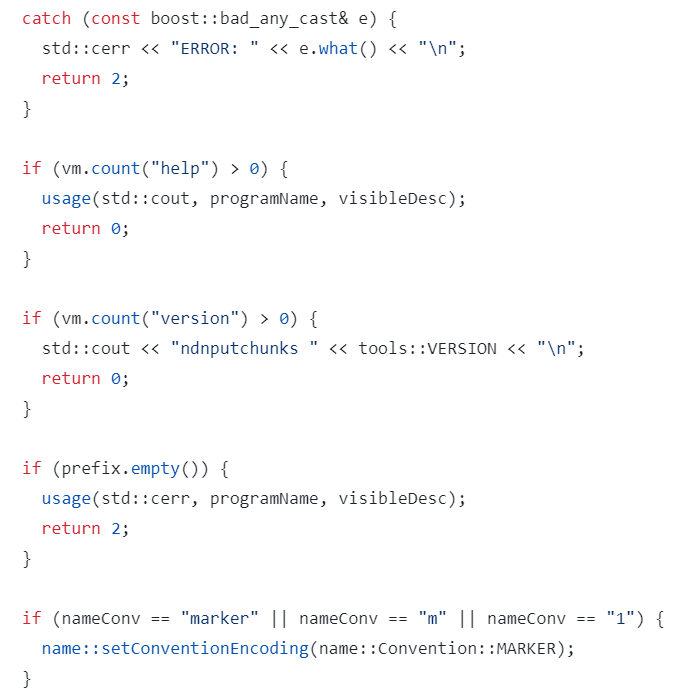 catch (const boost::bad_any_cast& e) {
  std::cerr << "ERROR: " << e.what() << "\n";
  return 2;
}

if (vm.count("help") > 0) {
  usage(std::cout, programName, visibleDesc);
  return 0;
}

if (vm.count("version") > 0) {
  std::cout << "ndnputchunks " << tools::VERSION << "\n";
  return 0;
}

if (prefix.empty()) {
  usage(std::cerr, programName, visibleDesc);
  return 2;
}

if (nameConv == "marker" || nameConv == "m" || nameConv == "1") {
  name::setConventionEncoding(name::Convention::MARKER);
}